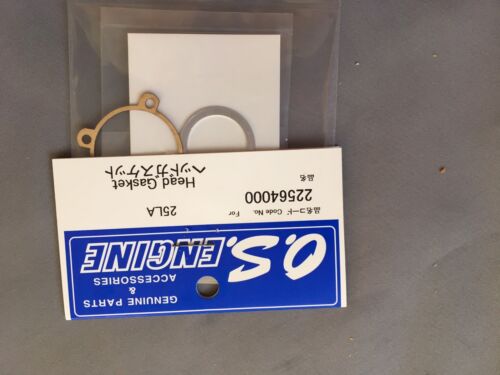 GENUINE PARTS
&
ACCESSORIES
O.S. ENGINE
品名コード Code No. For
22564000 25LA
品名
Head Gasket
ヘッドガスケット